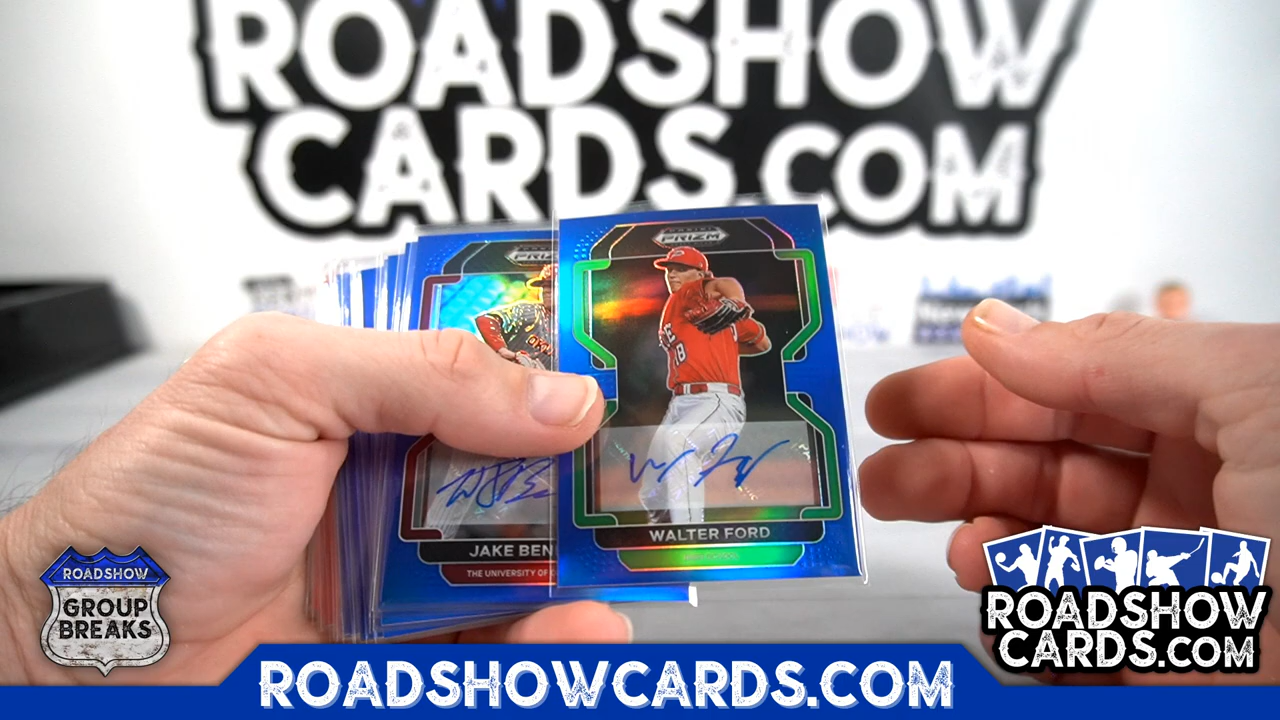 ROADSHOW
CARDS.COM
PRIZM
18
WALTER FORD
JAKE BEN
THE UNIVERSITY OF
ROADSHOW
GROUP
BREAKS
ROADSHOW
CARDS.COM
ROADSHOWCARDS.COM